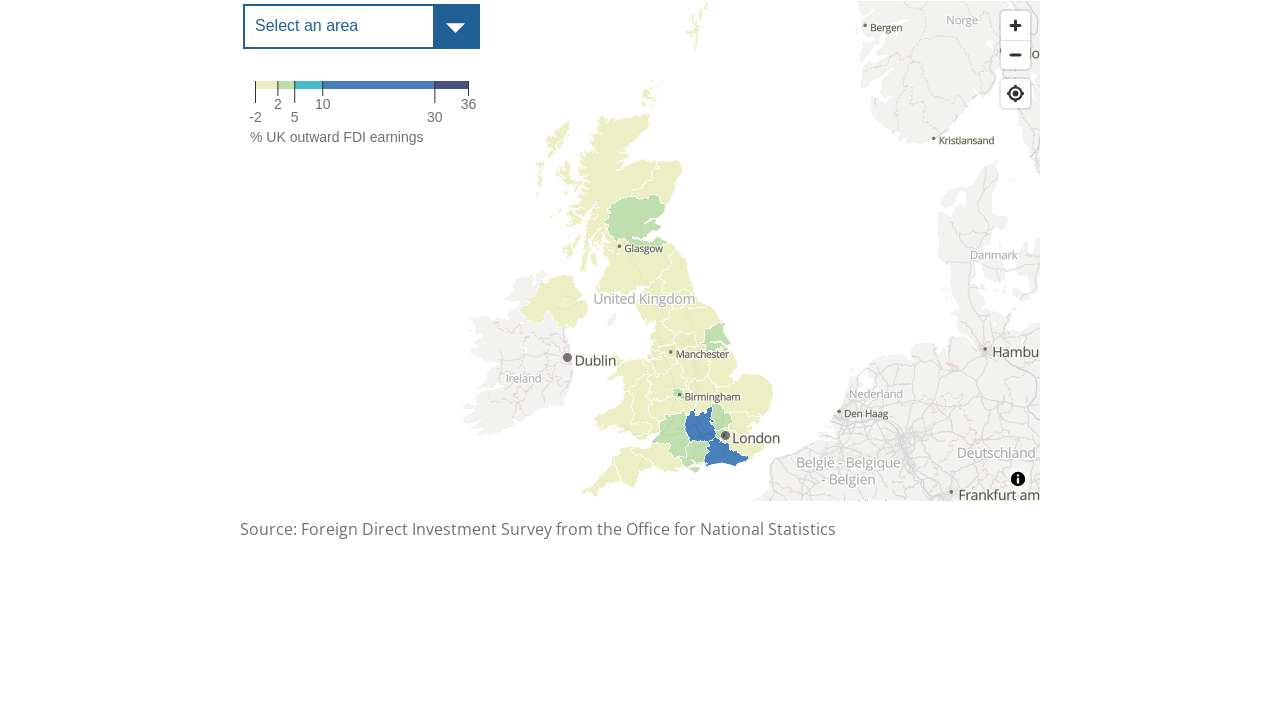 Select an area
-2
2
5
10
30
36
% UK outward FDI earnings
Bergen
Norge
Kristiansand
Danmark
Glasgow
United Kingdom
Dublin
Ireland
Manchester
Birmingham
London
Hambu
Nederland
Den Haag
België - Belgique
- Belgien
Deutschland
Frankfurt am
Source: Foreign Direct Investment Survey from the Office for National Statistics